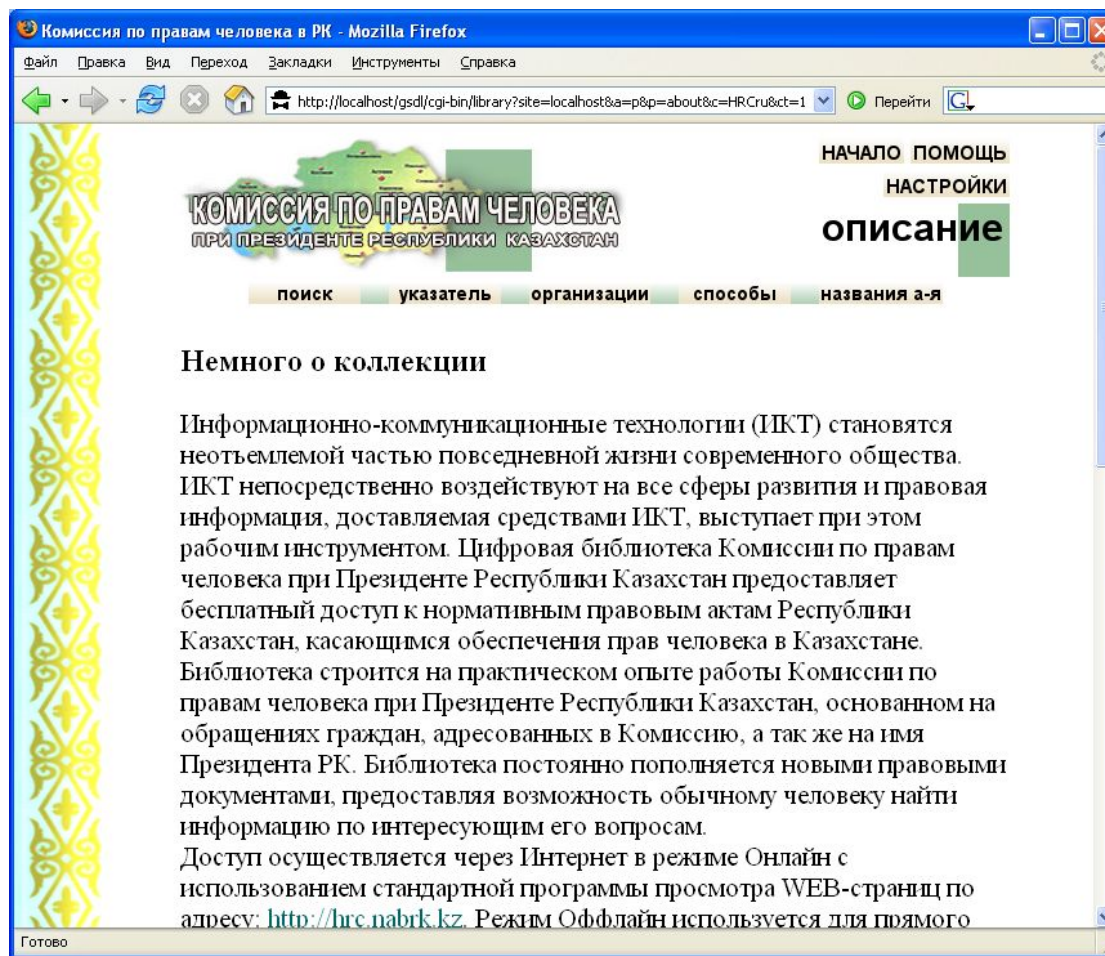 Комиссия по правам человека в РК - Mozilla Firefox
Файл Правка Вид Переход Закладки Инструменты Справка
http://localhost/gsdl/cgi-bin/library?site=localhost&a=p&p=about&c=HRCru&ct=1 Перейти G
НАЧАЛО ПОМОЩЬ
НАСТРОЙКИ
КОМИССИЯ ПО ПРАВАМ ЧЕЛОВЕКА
ПРИ ПРЕЗИДЕНТЕ РЕСПУБЛИКИ КАЗАХСТАН
описание
поиск указатель организации способы названия а-я
Немного о коллекции
Информационно-коммуникационные технологии (ИКТ) становятся
неотъемлемой частью повседневной жизни современного общества.
ИКТ непосредственно воздействуют на все сферы развития и правовая
информация, доставляемая средствами ИКТ, выступает при этом
рабочим инструментом. Цифровая библиотека Комиссии по правам
человека при Президенте Республики Казахстан предоставляет
бесплатный доступ к нормативным правовым актам Республики
Казахстан, касающимся обеспечения прав человека в Казахстане.
Библиотека строится на практическом опыте работы Комиссии по
правам человека при Президенте Республики Казахстан, основанном на
обращениях граждан, адресованных в Комиссию, а так же на имя
Президента РК. Библиотека постоянно пополняется новыми правовыми
документами, предоставляя возможность обычному человеку найти
информацию по интересующим его вопросам.
Доступ осуществляется через Интернет в режиме Онлайн с
использованием стандартной программы просмотра WEB-страниц по
адресу: http://hrc.nabrk.kz. Режим Оффлайн используется для прямого
Готово